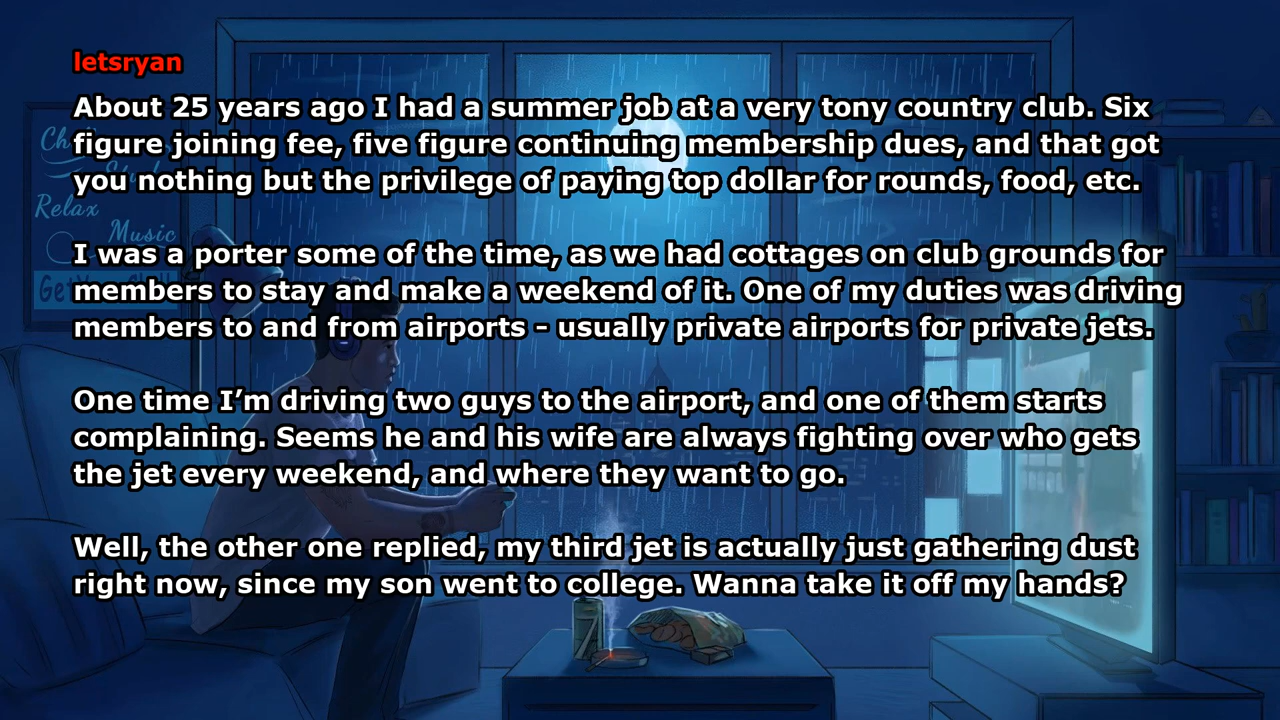 letsryan
About 25 years ago I had a summer job at a very tony country club. Six
figure joining fee, five figure continuing membership dues, and that got
you nothing but the privilege of paying top dollar for rounds, food, etc.
I was a porter some of the time, as we had cottages on club grounds for
members to stay and make a weekend of it. One of my duties was driving
members to and from airports – usually private airports for private jets.
One time I’m driving two guys to the airport, and one of them starts
complaining. Seems he and his wife are always fighting over who gets
the jet every weekend, and where they want to go.
Well, the other one replied, my third jet is actually just gathering dust
right now, since my son went to college. Wanna take it off my hands?
Relax
Music